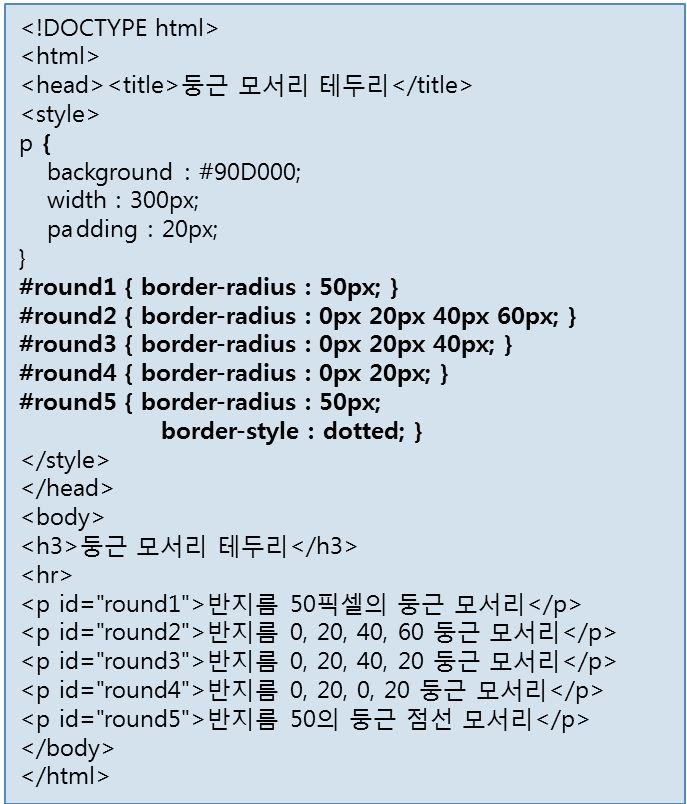 <!DOCTYPE html>
<html>
<head><title>둥근 모서리 테두리</title>
<style>
p {
background : #90D000;
width : 300px;
padding : 20px;
}
#round1 { border-radius : 50px; }
#round2 { border-radius : 0px 20px 40px 60px; }
#round3 { border-radius : 0px 20px 40px; }
#round4 { border-radius : 0px 20px; }
#round5 { border-radius : 50px;
border-style : dotted; }
</style>
</head>
<body>
<h3>둥근 모서리 테두리</h3>
<hr>
<p id="round1">반지름 50픽셀의 둥근 모서리</p>
<p id="round2">반지름 0, 20, 40, 60 둥근 모서리</p>
<p id="round3">반지름 0, 20, 40, 20 둥근 모서리</p>
<p id="round4">반지름 0, 20, 0, 20 둥근 모서리</p>
<p id="round5">반지름 50의 둥근 점선 모서리</p>
</body>
</html>